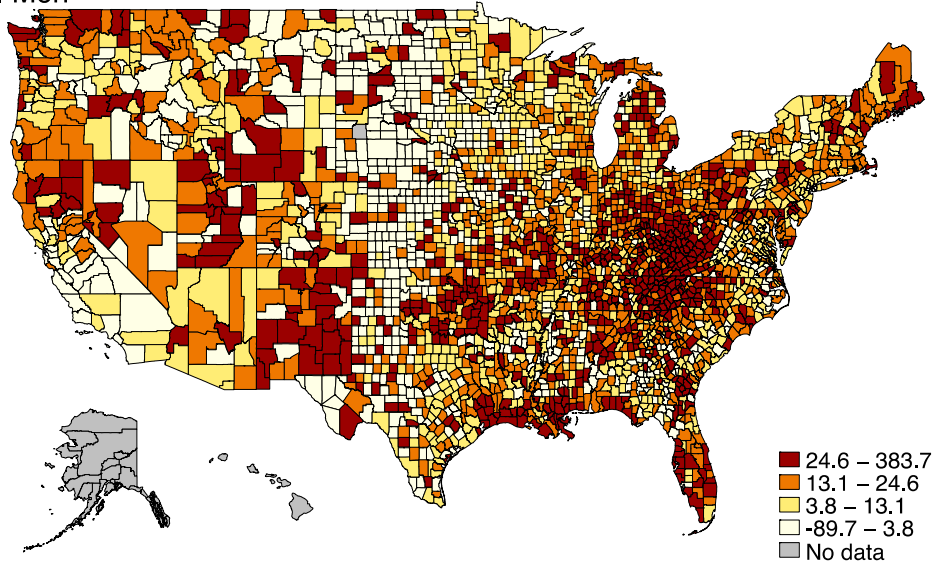 24.6 – 383.7
13.1 – 24.6
3.8 – 13.1
-89.7 – 3.8
No data